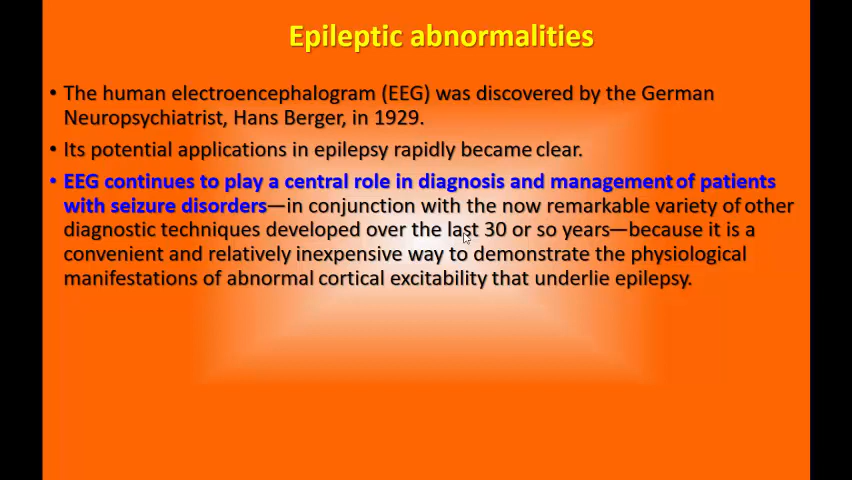 Epileptic abnormalities
• The human electroencephalogram (EEG) was discovered by the German
Neuropsychiatrist, Hans Berger, in 1929.
• Its potential applications in epilepsy rapidly became clear.
• EEG continues to play a central role in diagnosis and management of patients
with seizure disorders—in conjunction with the now remarkable variety of other
diagnostic techniques developed over the last 30 or so years—because it is a
convenient and relatively inexpensive way to demonstrate the physiological
manifestations of abnormal cortical excitability that underlie epilepsy.